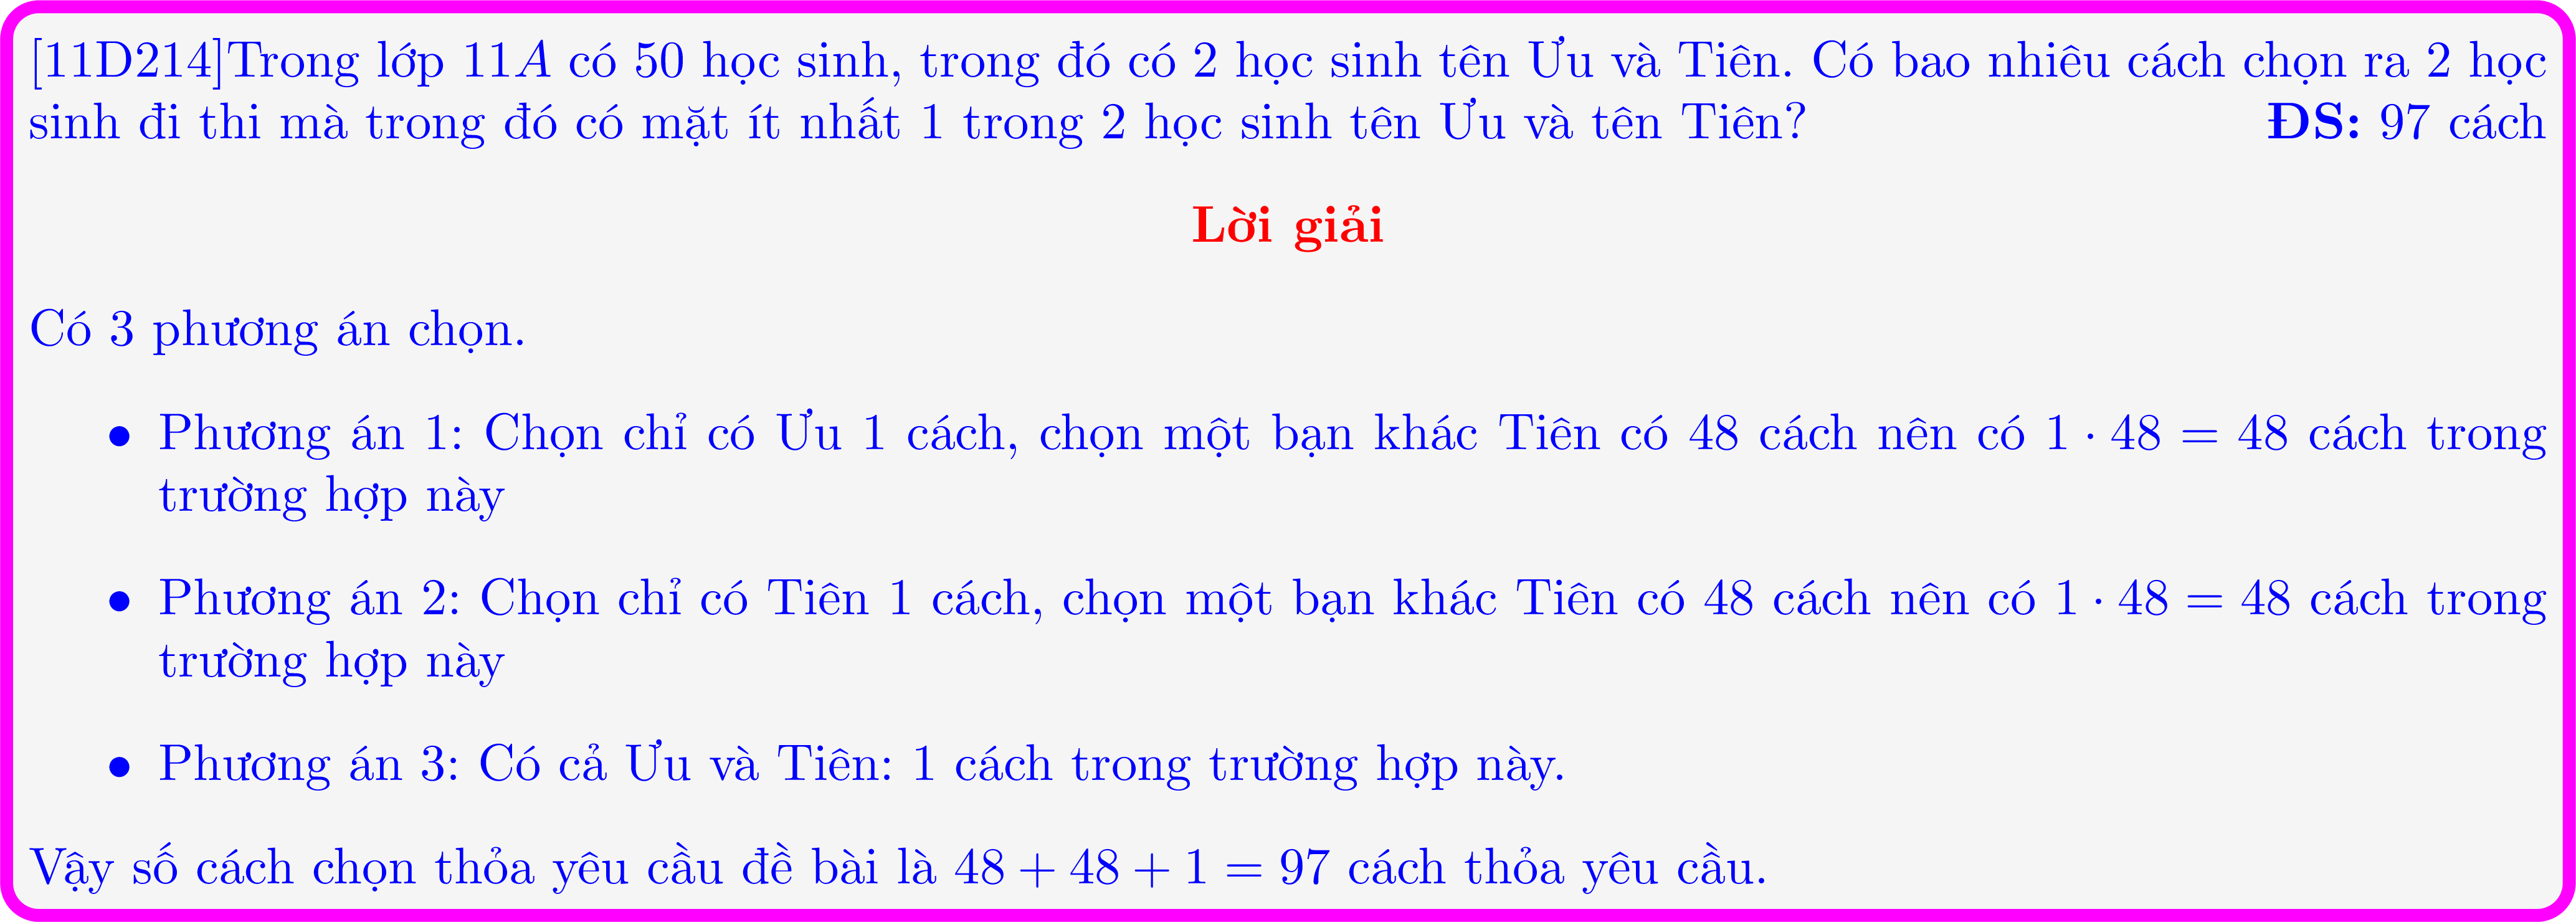 [11D214]Trong lớp 11A có 50 học sinh, trong đó có 2 học sinh tên Ưu và Tiên. Có bao nhiêu cách chọn ra 2 học
sinh đi thi mà trong đó có mặt ít nhất 1 trong 2 học sinh tên Ưu và tên Tiên? ĐS: 97 cách
Lời giải
Có 3 phương án chọn.
• Phương án 1: Chọn chỉ có Ưu 1 cách, chọn một bạn khác Tiên có 48 cách nên có 1 · 48 = 48 cách trong
trường hợp này
• Phương án 2: Chọn chỉ có Tiên 1 cách, chọn một bạn khác Tiên có 48 cách nên có 1 · 48 = 48 cách trong
trường hợp này
• Phương án 3: Có cả Ưu và Tiên: 1 cách trong trường hợp này.
Vậy số cách chọn thỏa yêu cầu đề bài là 48 + 48 + 1 = 97 cách thỏa yêu cầu.